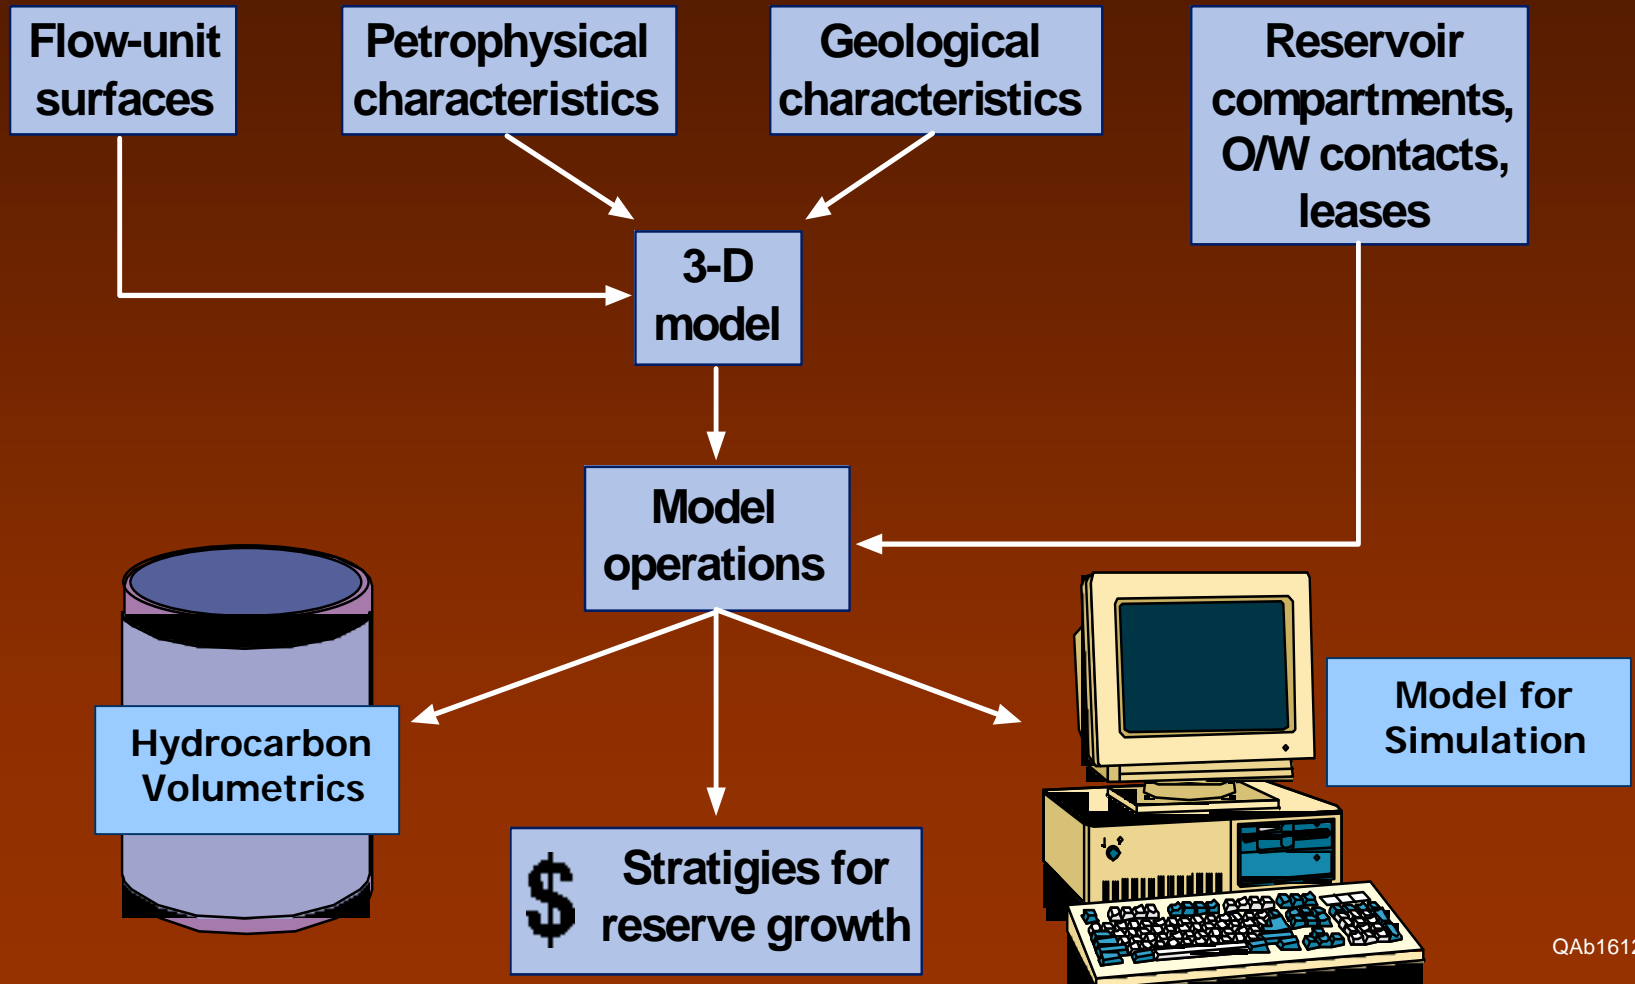 Flow-unit
surfaces
Petrophysical
characteristics
Geological
characteristics
Reservoir
compartments,
O/W contacts,
leases
3-D
model
Model
operations
Hydrocarbon
Volumetrics
Model for
Simulation
$ Stratigies for
reserve growth
QAb1612